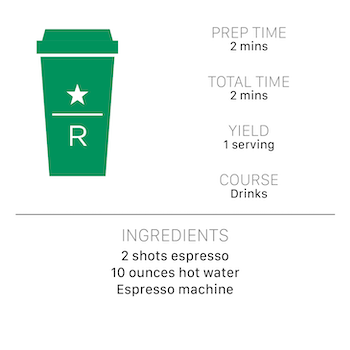 PREP TIME
2 mins
TOTAL TIME
2 mins
YIELD
1 serving
COURSE
Drinks
R
INGREDIENTS
2 shots espresso
10 ounces hot water
Espresso machine